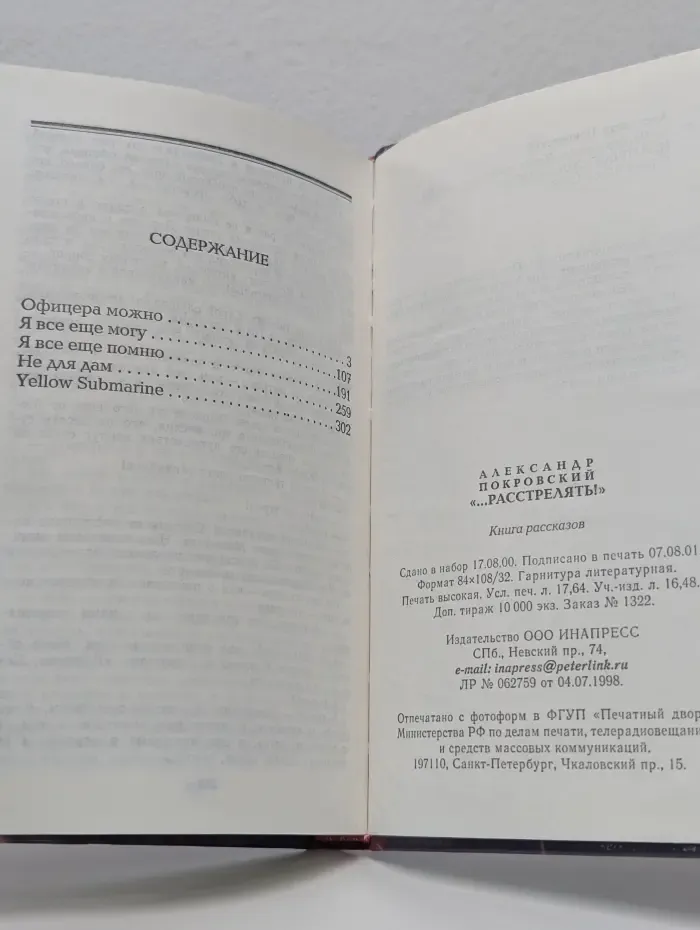 СОДЕРЖАНИЕ
Офицера можно . . . . . . . . . . . . . . . . . . . . 3
Я все еще могу . . . . . . . . . . . . . . . . . . . . 107
Я все еще помню . . . . . . . . . . . . . . . . . . . 191
Не для дам . . . . . . . . . . . . . . . . . . . . . . 259
Yellow Submarine . . . . . . . . . . . . . . . . . . 302
АЛЕКСАНДР
ПОКРОВСКИЙ
«...РАССТРЕЛЯТЬ!»
Книга рассказов
Сдано в набор 17.08.00. Подписано в печать 07.08.01
Формат 84×108/32. Гарнитура литературная.
Печать высокая. Усл. печ. л. 17,64. Уч.-изд. л. 16,48.
Доп. тираж 10 000 экз. Заказ № 1322.
Издательство ООО ИНАПРЕСС
СПб., Невский пр., 74,
e-mail: inapress@peterlink.ru
ЛР № 062759 от 04.07.1998.
Отпечатано с фотоформ в ФГУП «Печатный двор
Министерства РФ по делам печати, телерадиовещани
и средств массовых коммуникаций.
197110, Санкт-Петербург, Чкаловский пр., 15.